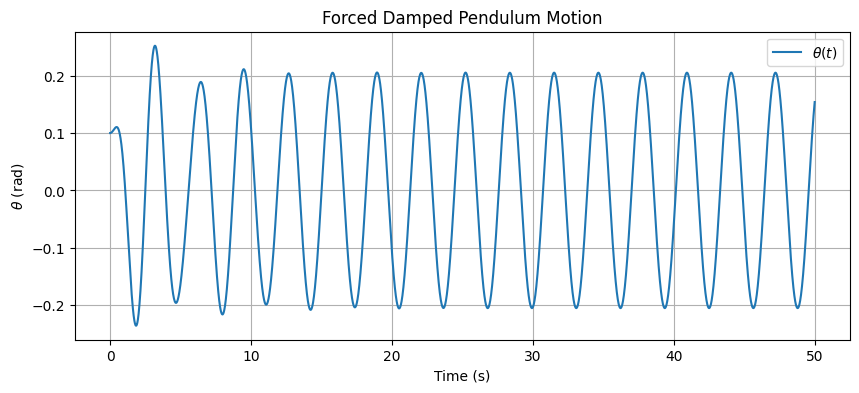 Forced Damped Pendulum Motion
θ(t)
0.2
0.1
0.0
−0.1
−0.2
θ (rad)
0
10
20
30
40
50
Time (s)